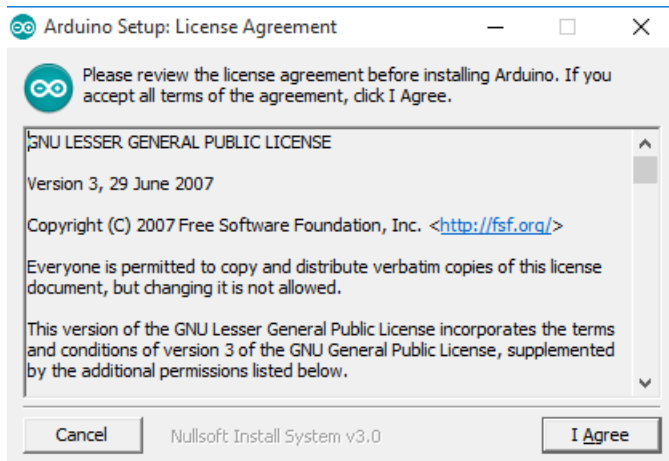 Arduino Setup: License Agreement
Please review the license agreement before installing Arduino. If you
accept all terms of the agreement, click I Agree.
GNU LESSER GENERAL PUBLIC LICENSE
Version 3, 29 June 2007
Copyright (C) 2007 Free Software Foundation, Inc. <http://fsf.org/>
Everyone is permitted to copy and distribute verbatim copies of this license
document, but changing it is not allowed.
This version of the GNU Lesser General Public License incorporates the terms
and conditions of version 3 of the GNU General Public License, supplemented
by the additional permissions listed below.
Cancel
Nullsoft Install System v3.0
I Agree